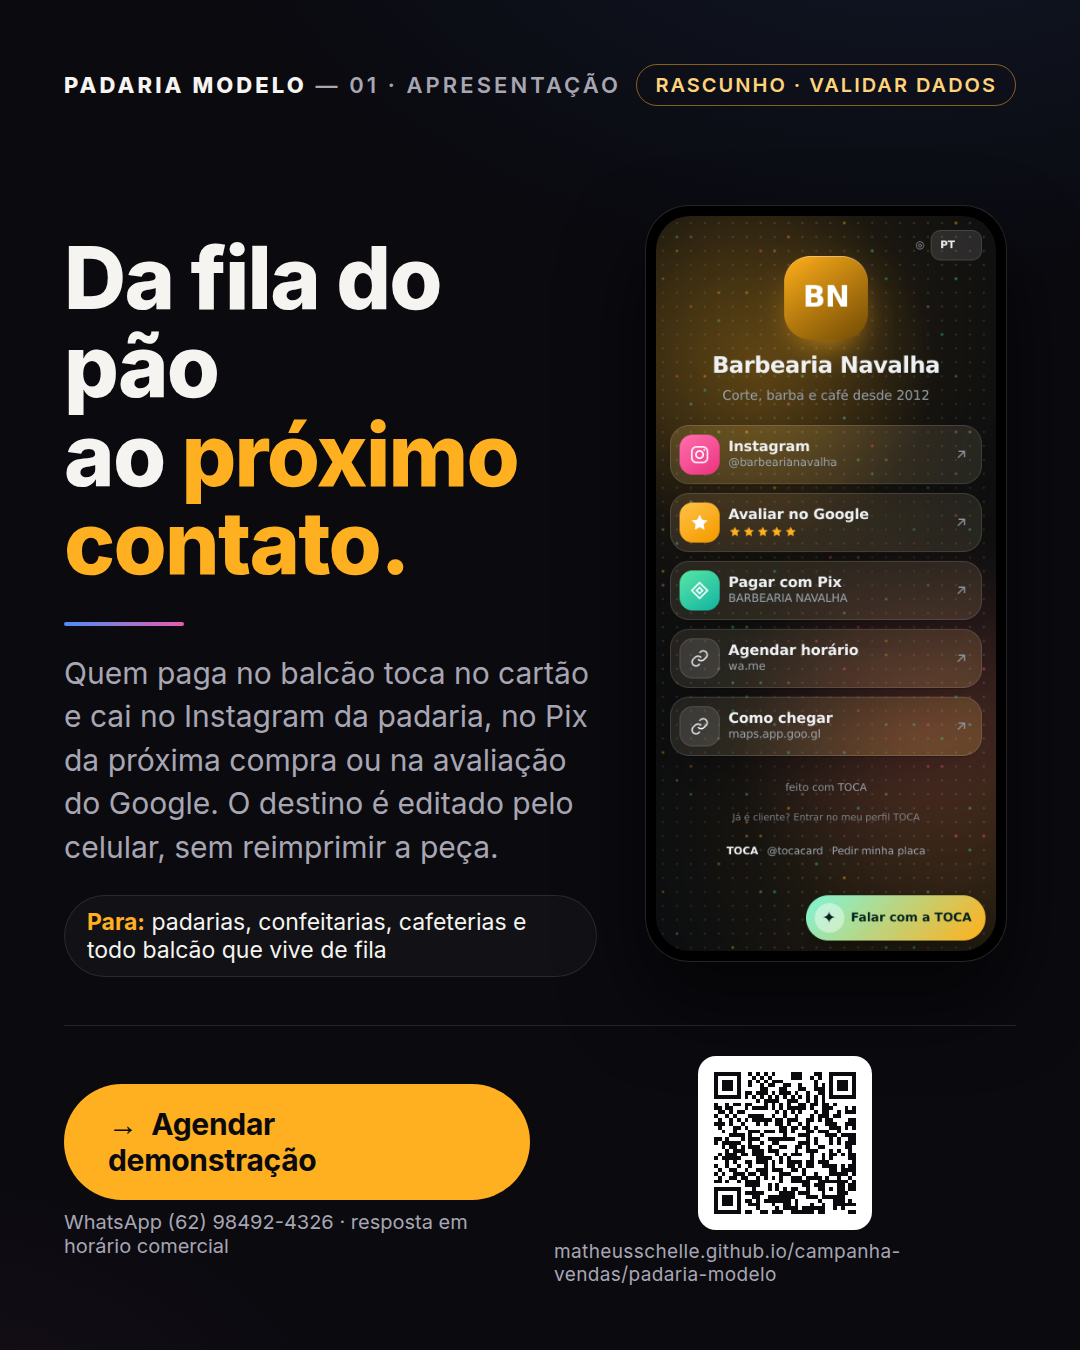 PADARIA MODELO — 01 · APRESENTAÇÃO
RASCUNHO · VALIDAR DADOS
Da fila do
pão
ao próximo
contato.
Quem paga no balcão toca no cartão
e cai no Instagram da padaria, no Pix
da próxima compra ou na avaliação
do Google. O destino é editado pelo
celular, sem reimprimir a peça.
Para: padarias, confeitarias, cafeterias e
todo balcão que vive de fila
PT
BN
Barbearia Navalha
Corte, barba e café desde 2012
Instagram
@barbearianavalha
Avaliar no Google
★★★★★
Pagar com Pix
BARBEARIA NAVALHA
Agendar horário
wa.me
Como chegar
maps.app.goo.gl
feito com TOCA
Já é cliente? Entrar no meu perfil TOCA
TOCA @tocacard Pedir minha placa
Falar com a TOCA
→ Agendar
demonstração
WhatsApp (62) 98492-4326 · resposta em
horário comercial
matheusschelle.github.io/campanha-
vendas/padaria-modelo